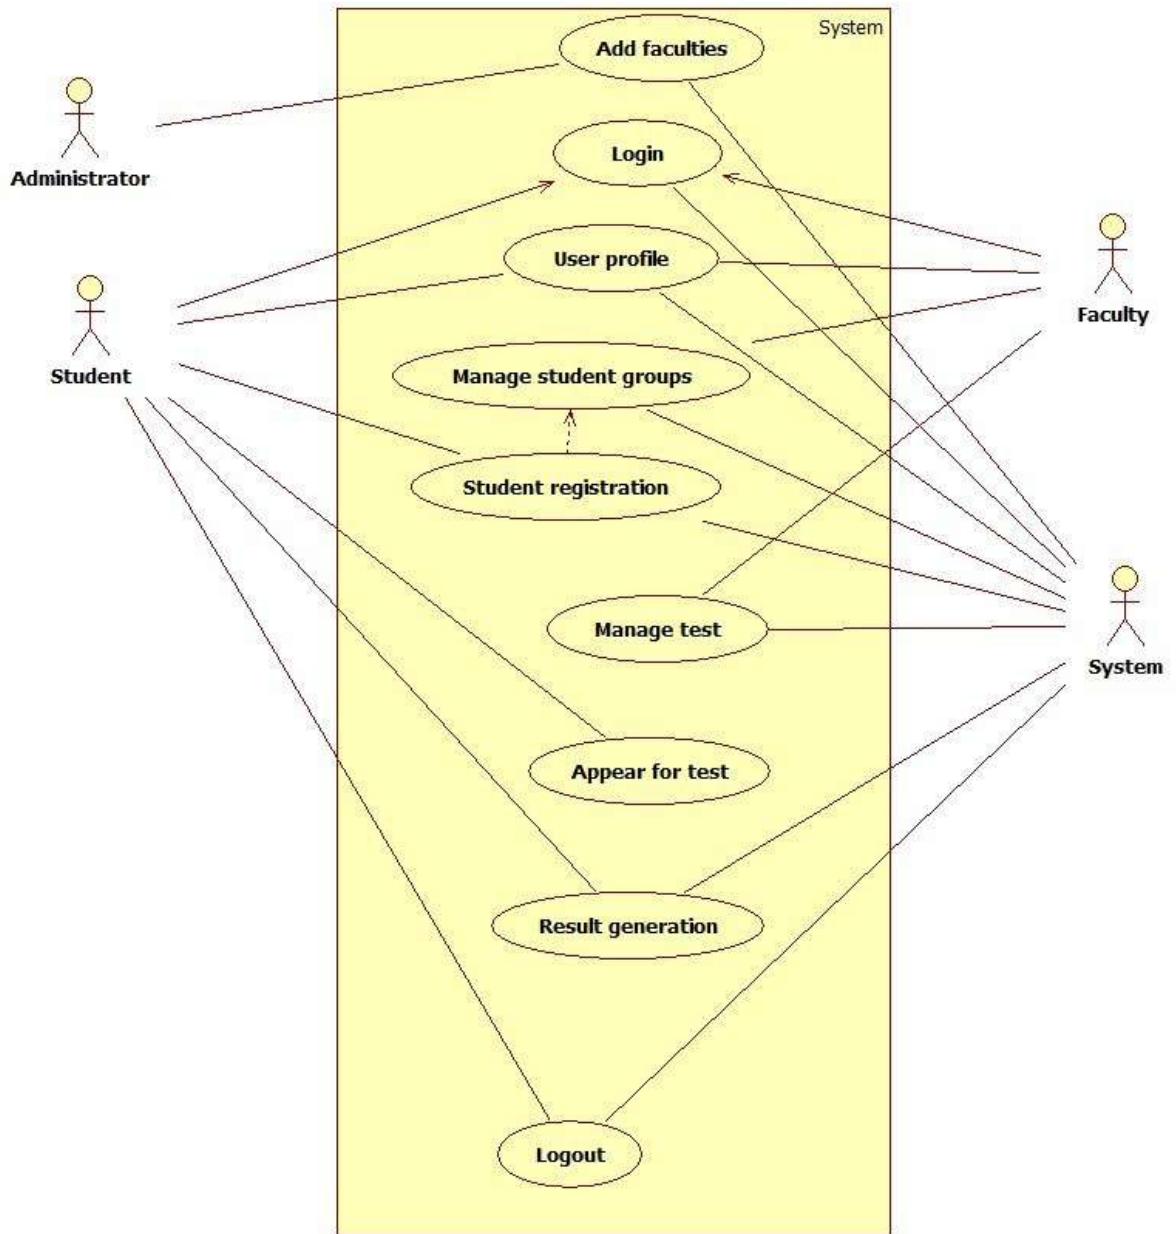 System
Add faculties
Login
Administrator
User profile
Faculty
Student
Manage student groups
Student registration
Manage test
System
Appear for test
Result generation
Logout